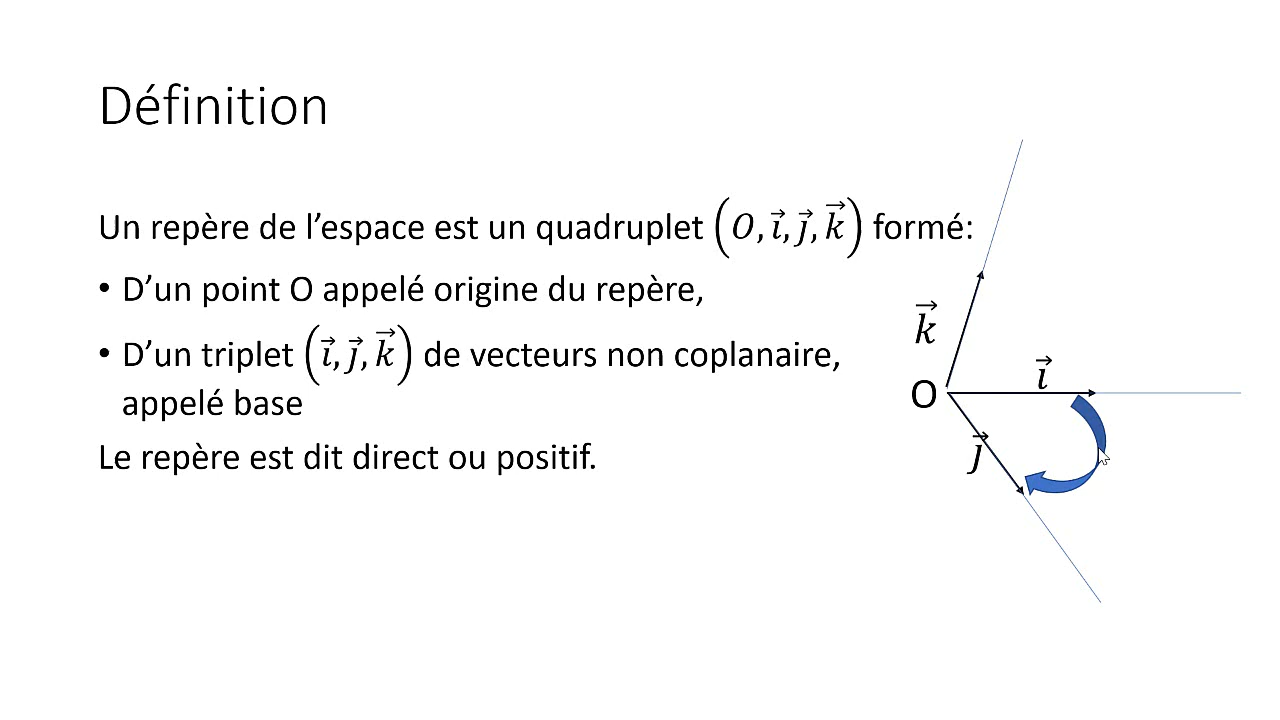 Définition
Un repère de l’espace est un quadruplet (O, i⃗, j⃗, k⃗) formé:
• D’un point O appelé origine du repère,
• D’un triplet (i⃗, j⃗, k⃗) de vecteurs non coplanaire,
appelé base
Le repère est dit direct ou positif.
k⃗
i⃗
O
j⃗